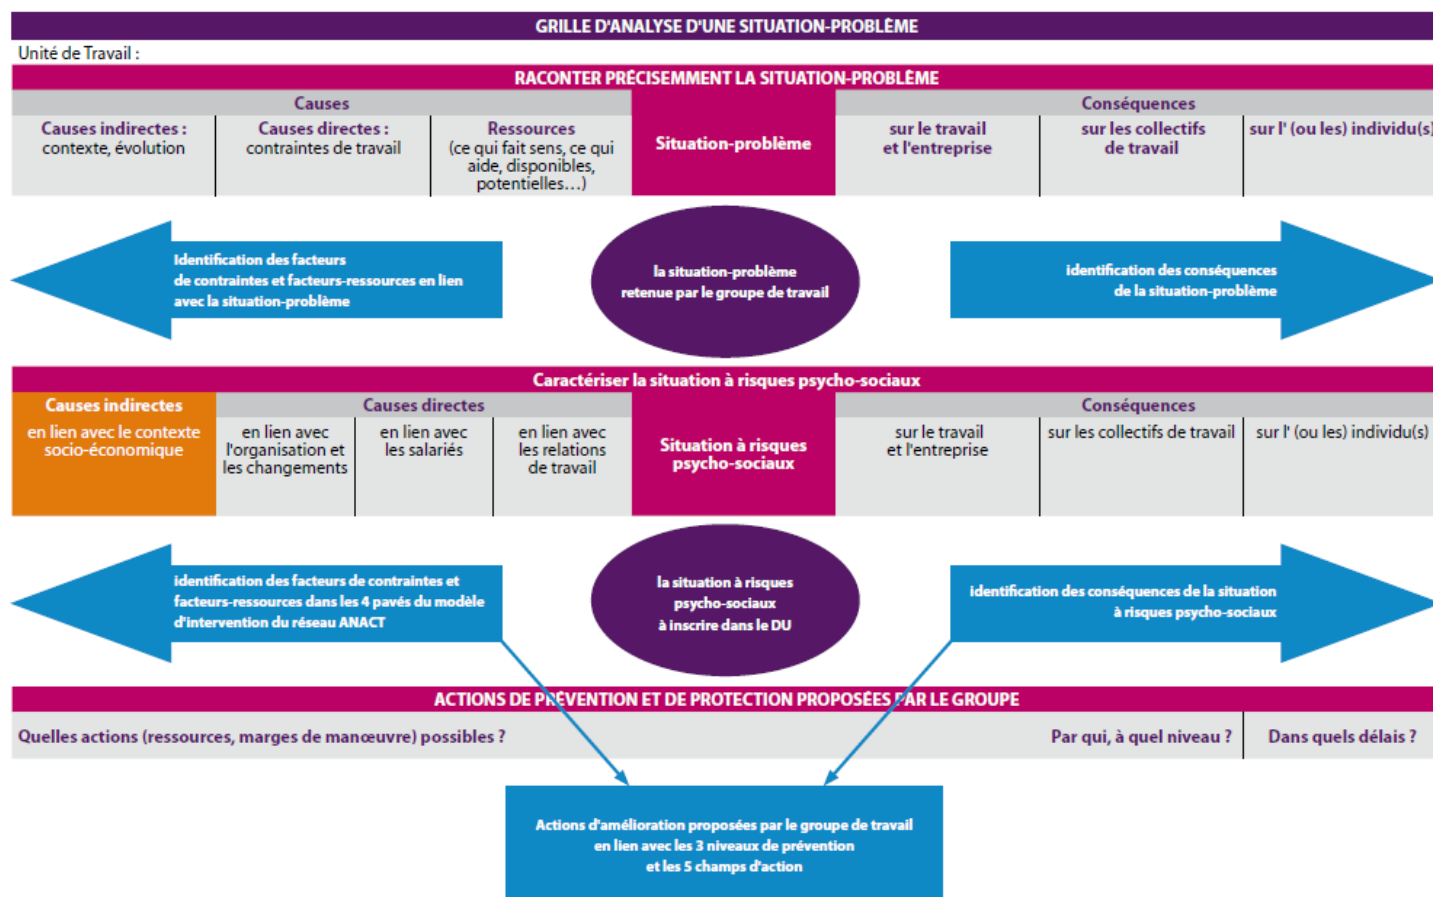 GRILLE D'ANALYSE D'UNE SITUATION-PROBLÈME
Unité de Travail :
RACONTER PRÉCISEMMENT LA SITUATION-PROBLÈME
Causes
Conséquences
Causes indirectes :
contexte, évolution
Causes directes :
contraintes de travail
Ressources
(ce qui fait sens, ce qui
aide, disponibles,
potentielles…)
Situation-problème
sur le travail
et l'entreprise
sur les collectifs
de travail
sur l' (ou les) individu(s)
Identification des facteurs
de contraintes et facteurs-ressources en lien
avec la situation-problème
la situation-problème
retenue par le groupe de travail
identification des conséquences
de la situation-problème
Caractériser la situation à risques psycho-sociaux
Causes indirectes
en lien avec le contexte
socio-économique
Causes directes
en lien avec
l'organisation et
les changements
en lien avec
les salariés
en lien avec
les relations
de travail
Situation à risques
psycho-sociaux
Conséquences
sur le travail
et l'entreprise
sur les collectifs de travail
sur l' (ou les) individu(s)
identification des facteurs de contraintes et
facteurs-ressources dans les 4 pavés du modèle
d'intervention du réseau ANACT
la situation à risques
psycho-sociaux
à inscrire dans le DU
identification des conséquences de la situation
à risques psycho-sociaux
ACTIONS DE PRÉVENTION ET DE PROTECTION PROPOSÉES PAR LE GROUPE
Quelles actions (ressources, marges de manœuvre) possibles ?
Par qui, à quel niveau ?
Dans quels délais ?
Actions d'amélioration proposées par le groupe de travail
en lien avec les 3 niveaux de prévention
et les 5 champs d'action